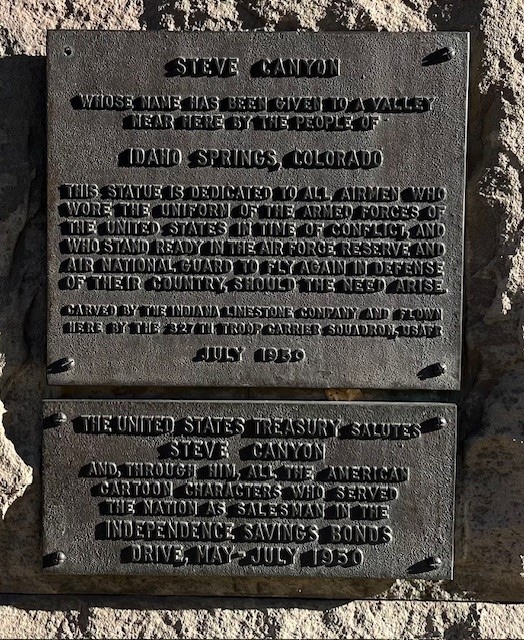 STEVE CANYON
WHOSE NAME HAS BEEN GIVEN TO A VALLEY
NEAR HERE BY THE PEOPLE OF
IDAHO SPRINGS, COLORADO
THIS STATUE IS DEDICATED TO ALL AIRMEN WHO
WORE THE UNIFORM OF THE ARMED FORCES OF
THE UNITED STATES IN TIME OF CONFLICT, AND
WHO STAND READY IN THE AIR FORCE RESERVE AND
AIR NATIONAL GUARD TO FLY AGAIN IN DEFENSE
OF THEIR COUNTRY, SHOULD THE NEED ARISE.
CARVED BY THE INDIANA LIMESTONE COMPANY AND FLOWN
HERE BY THE 327TH TROOP CARRIER SQUADRON, USAFR
JULY 1950
THE UNITED STATES TREASURY SALUTES
STEVE CANYON
AND, THROUGH HIM, ALL THE AMERICAN
CARTOON CHARACTERS WHO SERVED
THE NATION AS SALESMAN IN THE
INDEPENDENCE SAVINGS BONDS
DRIVE, MAY-JULY 1950